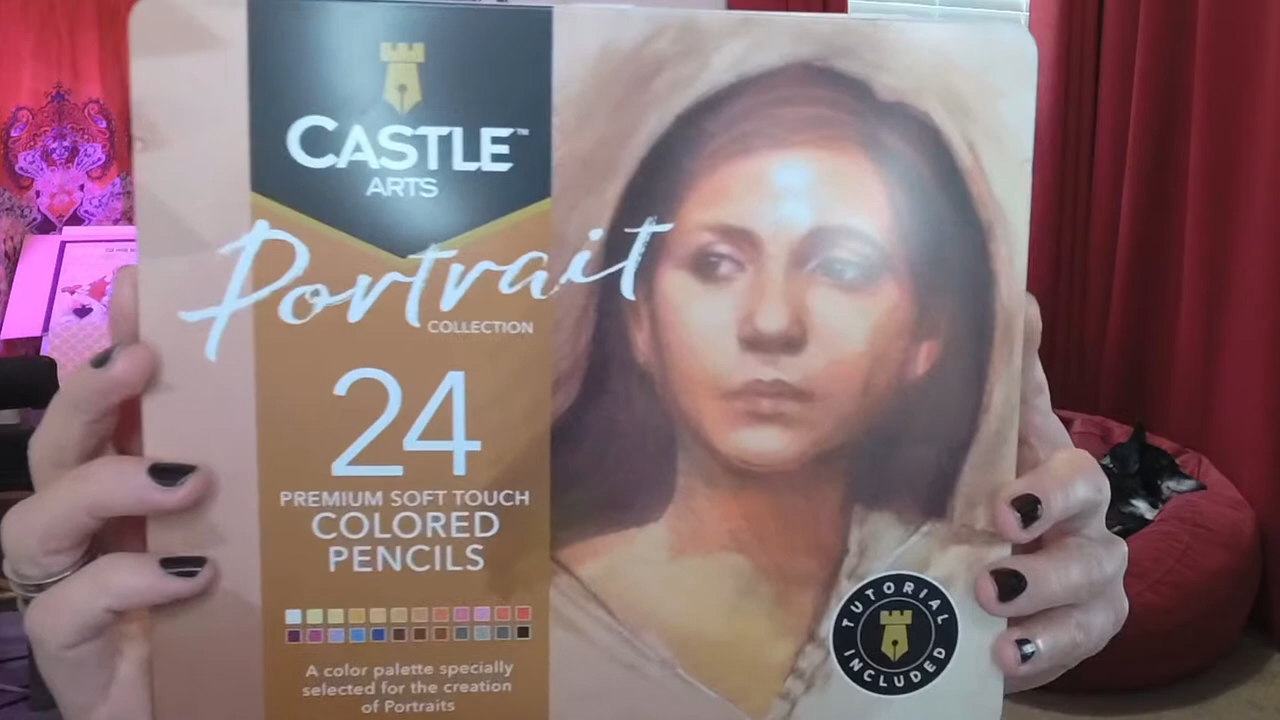 CASTLE™
ARTS
Portrait
COLLECTION
24
PREMIUM SOFT TOUCH
COLORED
PENCILS
A color palette specially
selected for the creation
of Portraits
TUTORIAL
INCLUDED